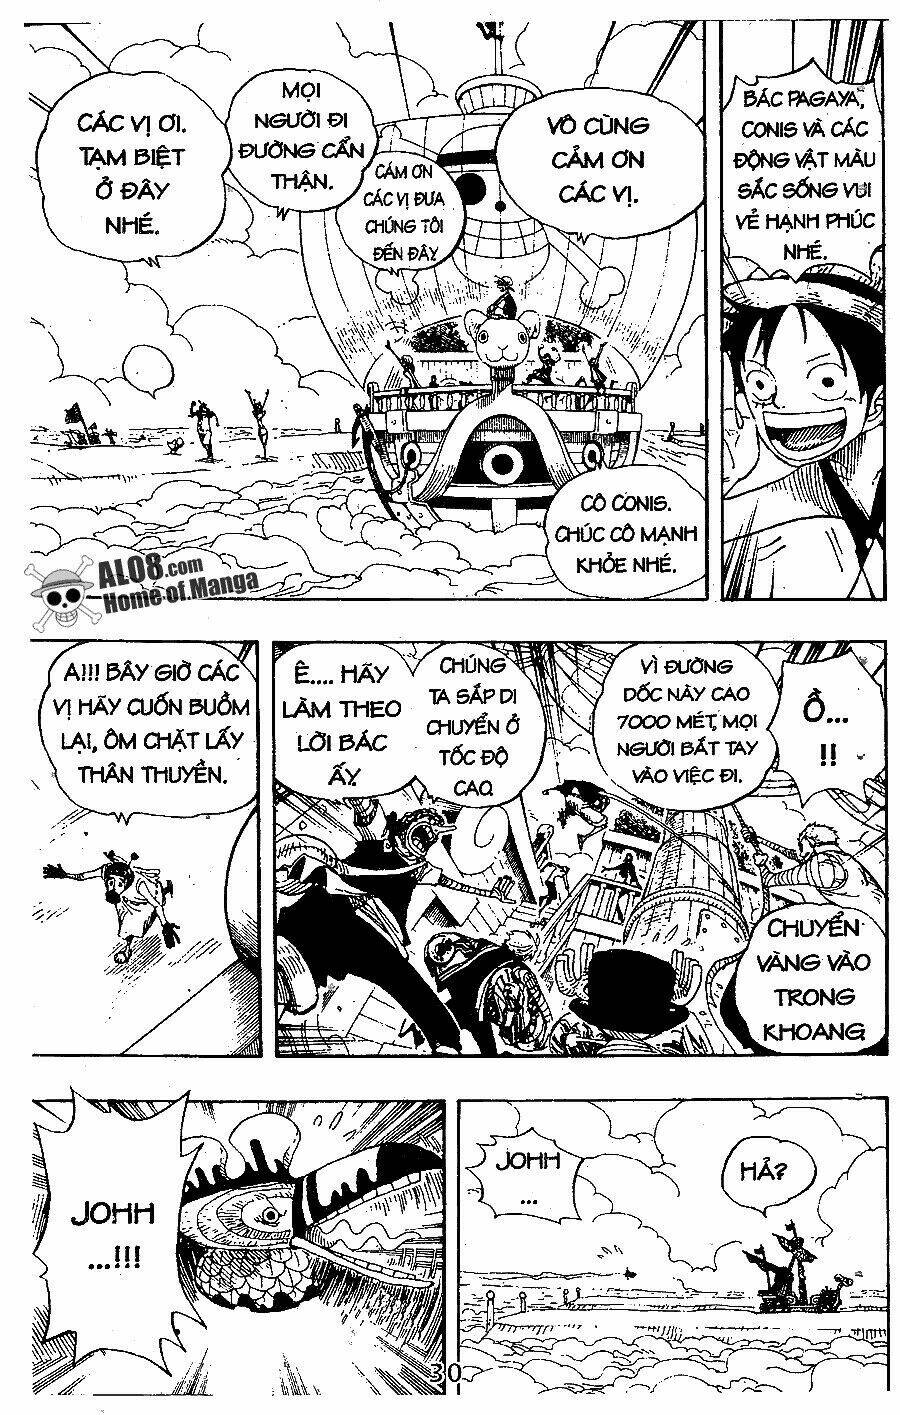 BÁC PAGAYA,
CONIS VÀ CÁC
ĐỘNG VẬT MÀU
SẮC SỐNG VUI
VẺ HẠNH PHÚC
NHÉ.
VÔ CÙNG
CẢM ƠN
CÁC VỊ.
MỌI
NGƯỜI ĐI
ĐƯỜNG CẨN
THẬN.
CÁM ƠN
CÁC VỊ ĐƯA
CHÚNG TÔI
ĐẾN ĐÂY.
CÁC VỊ ƠI.
TẠM BIỆT
Ở ĐÂY
NHÉ.
CÔ CONIS.
CHÚC CÔ MẠNH
KHỎE NHÉ.
ALO8.com
Home of Manga
Ồ...
!!
VÌ ĐƯỜNG
DỐC NÀY CAO
7000 MÉT, MỌI
NGƯỜI BẮT TAY
VÀO VIỆC ĐI.
CHUYỂN
VÀNG VÀO
TRONG
KHOANG.
CHÚNG
TA SẮP DI
CHUYỂN Ở
TỐC ĐỘ
CAO.
Ê.... HÃY
LÀM THEO
LỜI BÁC
ẤY.
A!!! BÂY GIỜ CÁC
VỊ HÃY CUỐN BUỒM
LẠI, ÔM CHẶT LẤY
THÂN THUYỀN.
HẢ?
JOHH
...
JOHH
...!!!
30